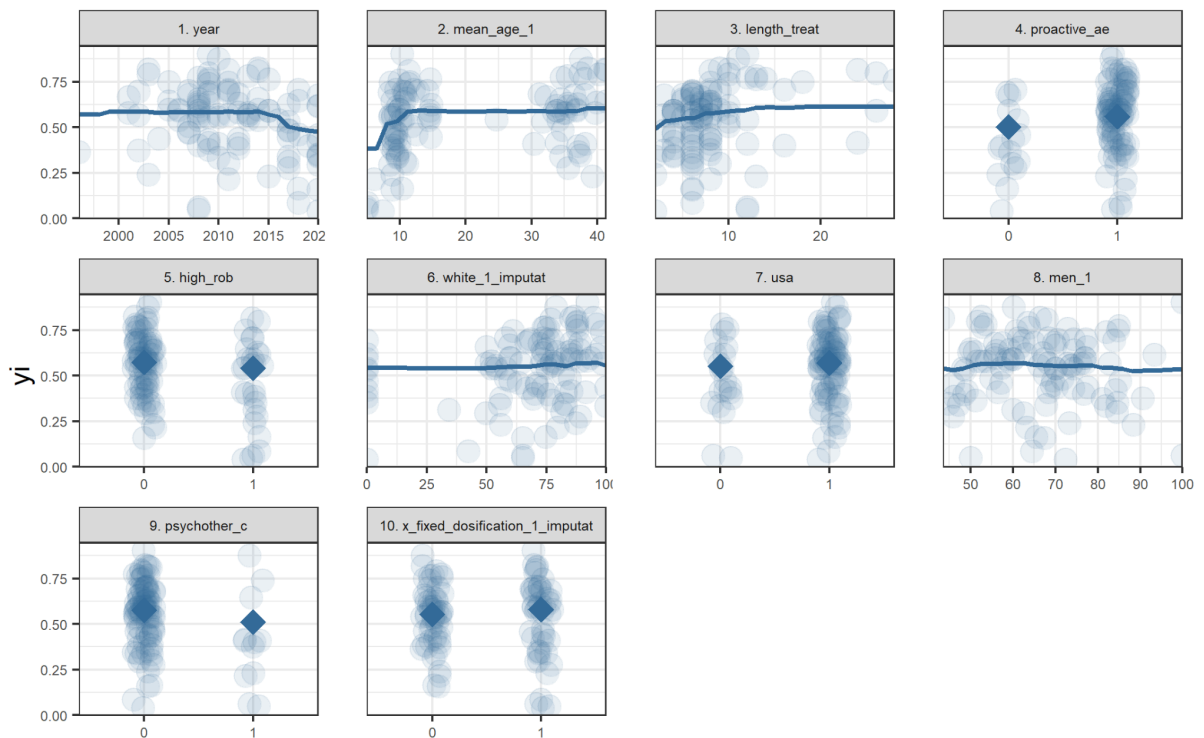 1. year
2. mean_age_1
3. length_treat
4. proactive_ae
0.75
0.50
0.25
0.00
2000 2005 2010 2015 202
10 20 30 40
10 20
0 1
5. high_rob
6. white_1_imputat
7. usa
8. men_1
yi
0.75
0.50
0.25
0.00
0 1
0 25 50 75 100
0 1
50 60 70 80 90 100
9. psychother_c
10. x_fixed_dosification_1_imputat
0.75
0.50
0.25
0.00
0 1
0 1